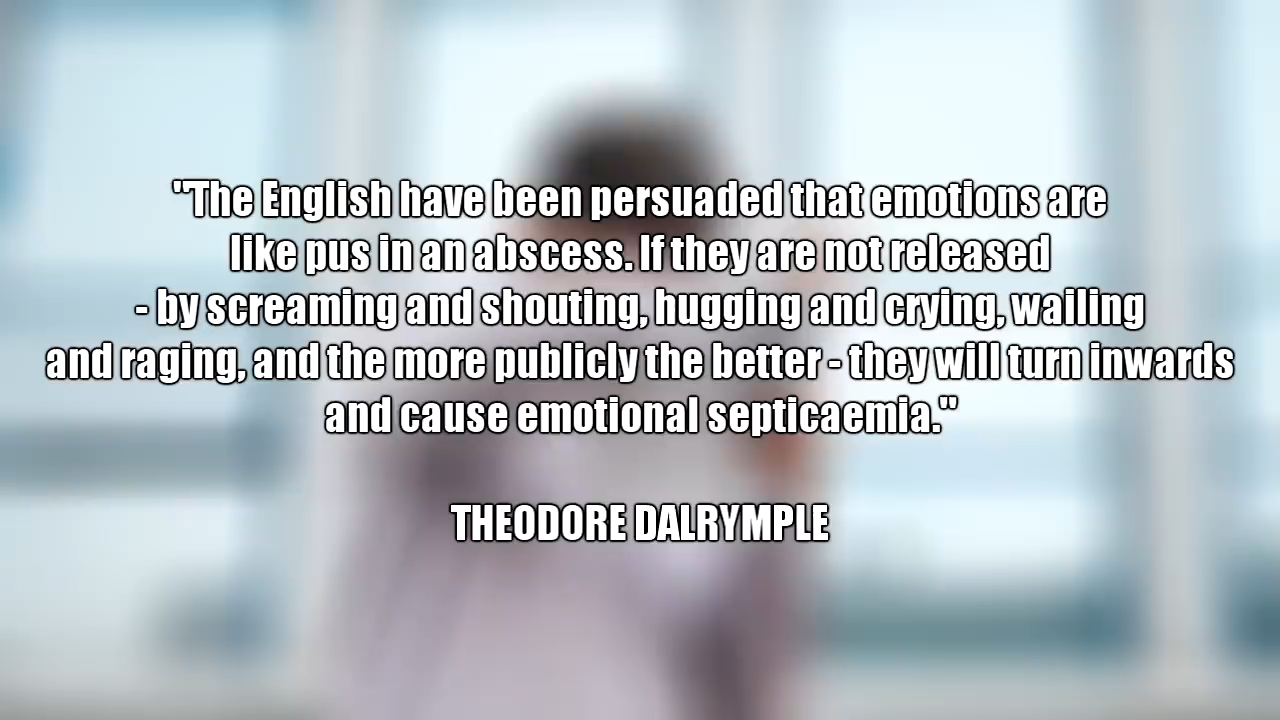 "The English have been persuaded that emotions are
like pus in an abscess. If they are not released
- by screaming and shouting, hugging and crying, wailing
and raging, and the more publicly the better - they will turn inwards
and cause emotional septicaemia."
THEODORE DALRYMPLE